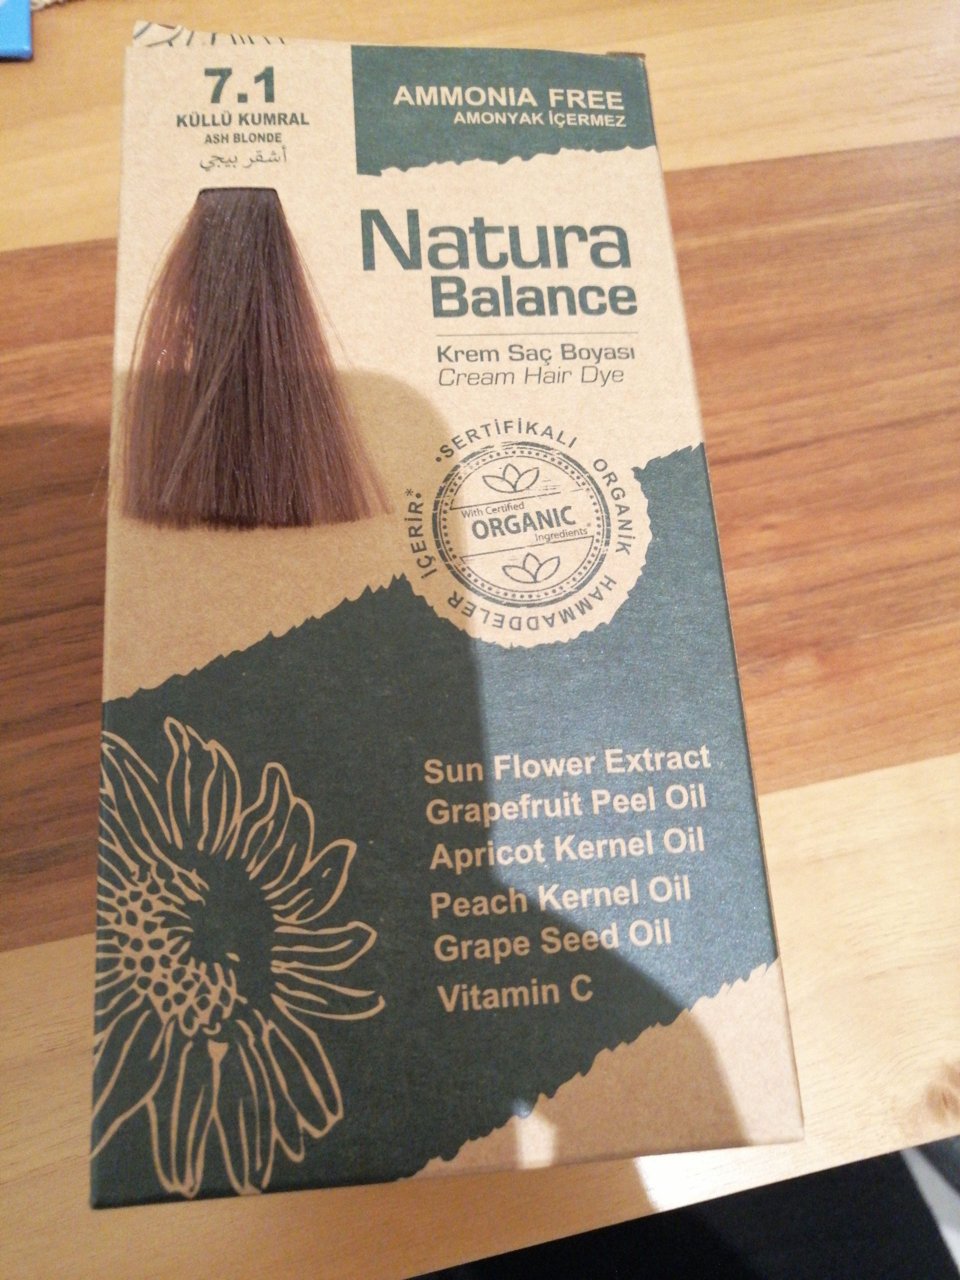 7.1
KÜLLÜ KUMRAL
ASH BLONDE
أشقر بيجي
AMMONIA FREE
AMONYAK İÇERMEZ
Natura
Balance
Krem Saç Boyası
Cream Hair Dye
•SERTİFİKALI ORGANİK HAMMADDELER İÇERİR*•
With Certified
ORGANIC
Ingredients*
Sun Flower Extract
Grapefruit Peel Oil
Apricot Kernel Oil
Peach Kernel Oil
Grape Seed Oil
Vitamin C